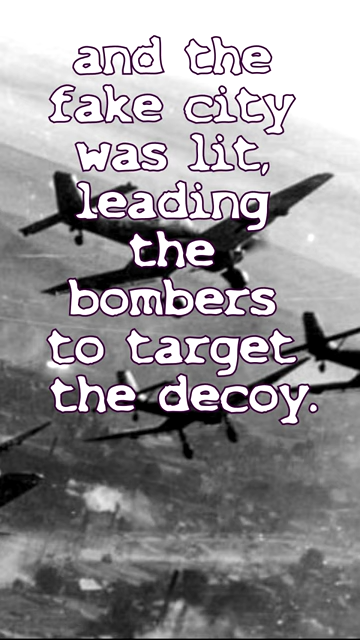 and the
fake city
was lit,
leading
the
bombers
to target
the decoy.